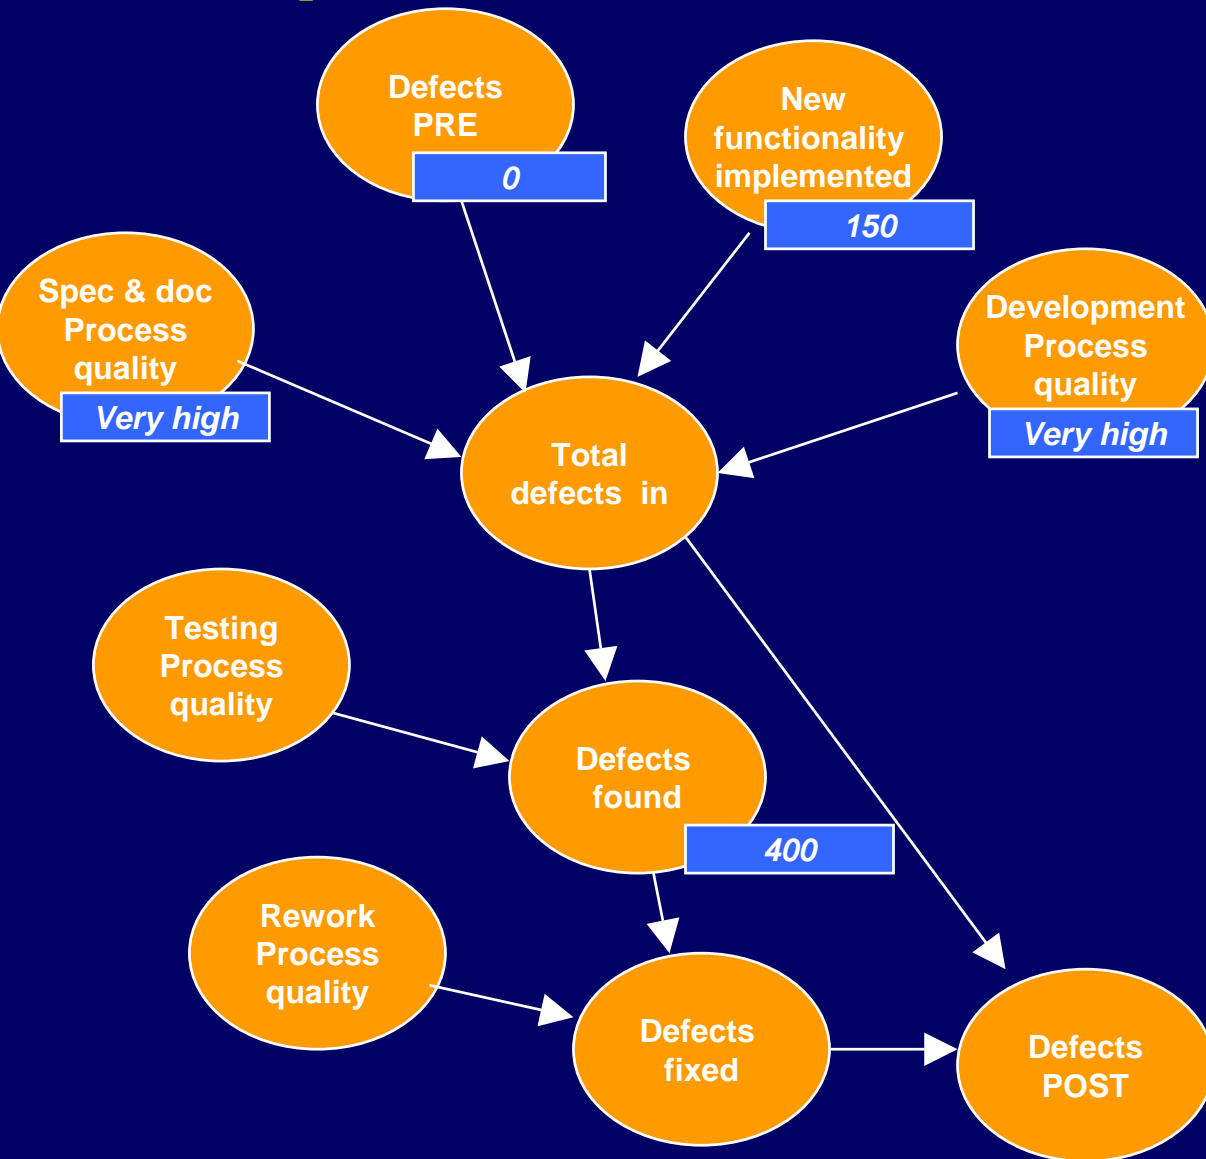 Defects
PRE
0
New
functionality
implemented
150
Spec & doc
Process
quality
Very high
Development
Process
quality
Very high
Total
defects in
Testing
Process
quality
Defects
found
400
Rework
Process
quality
Defects
fixed
Defects
POST